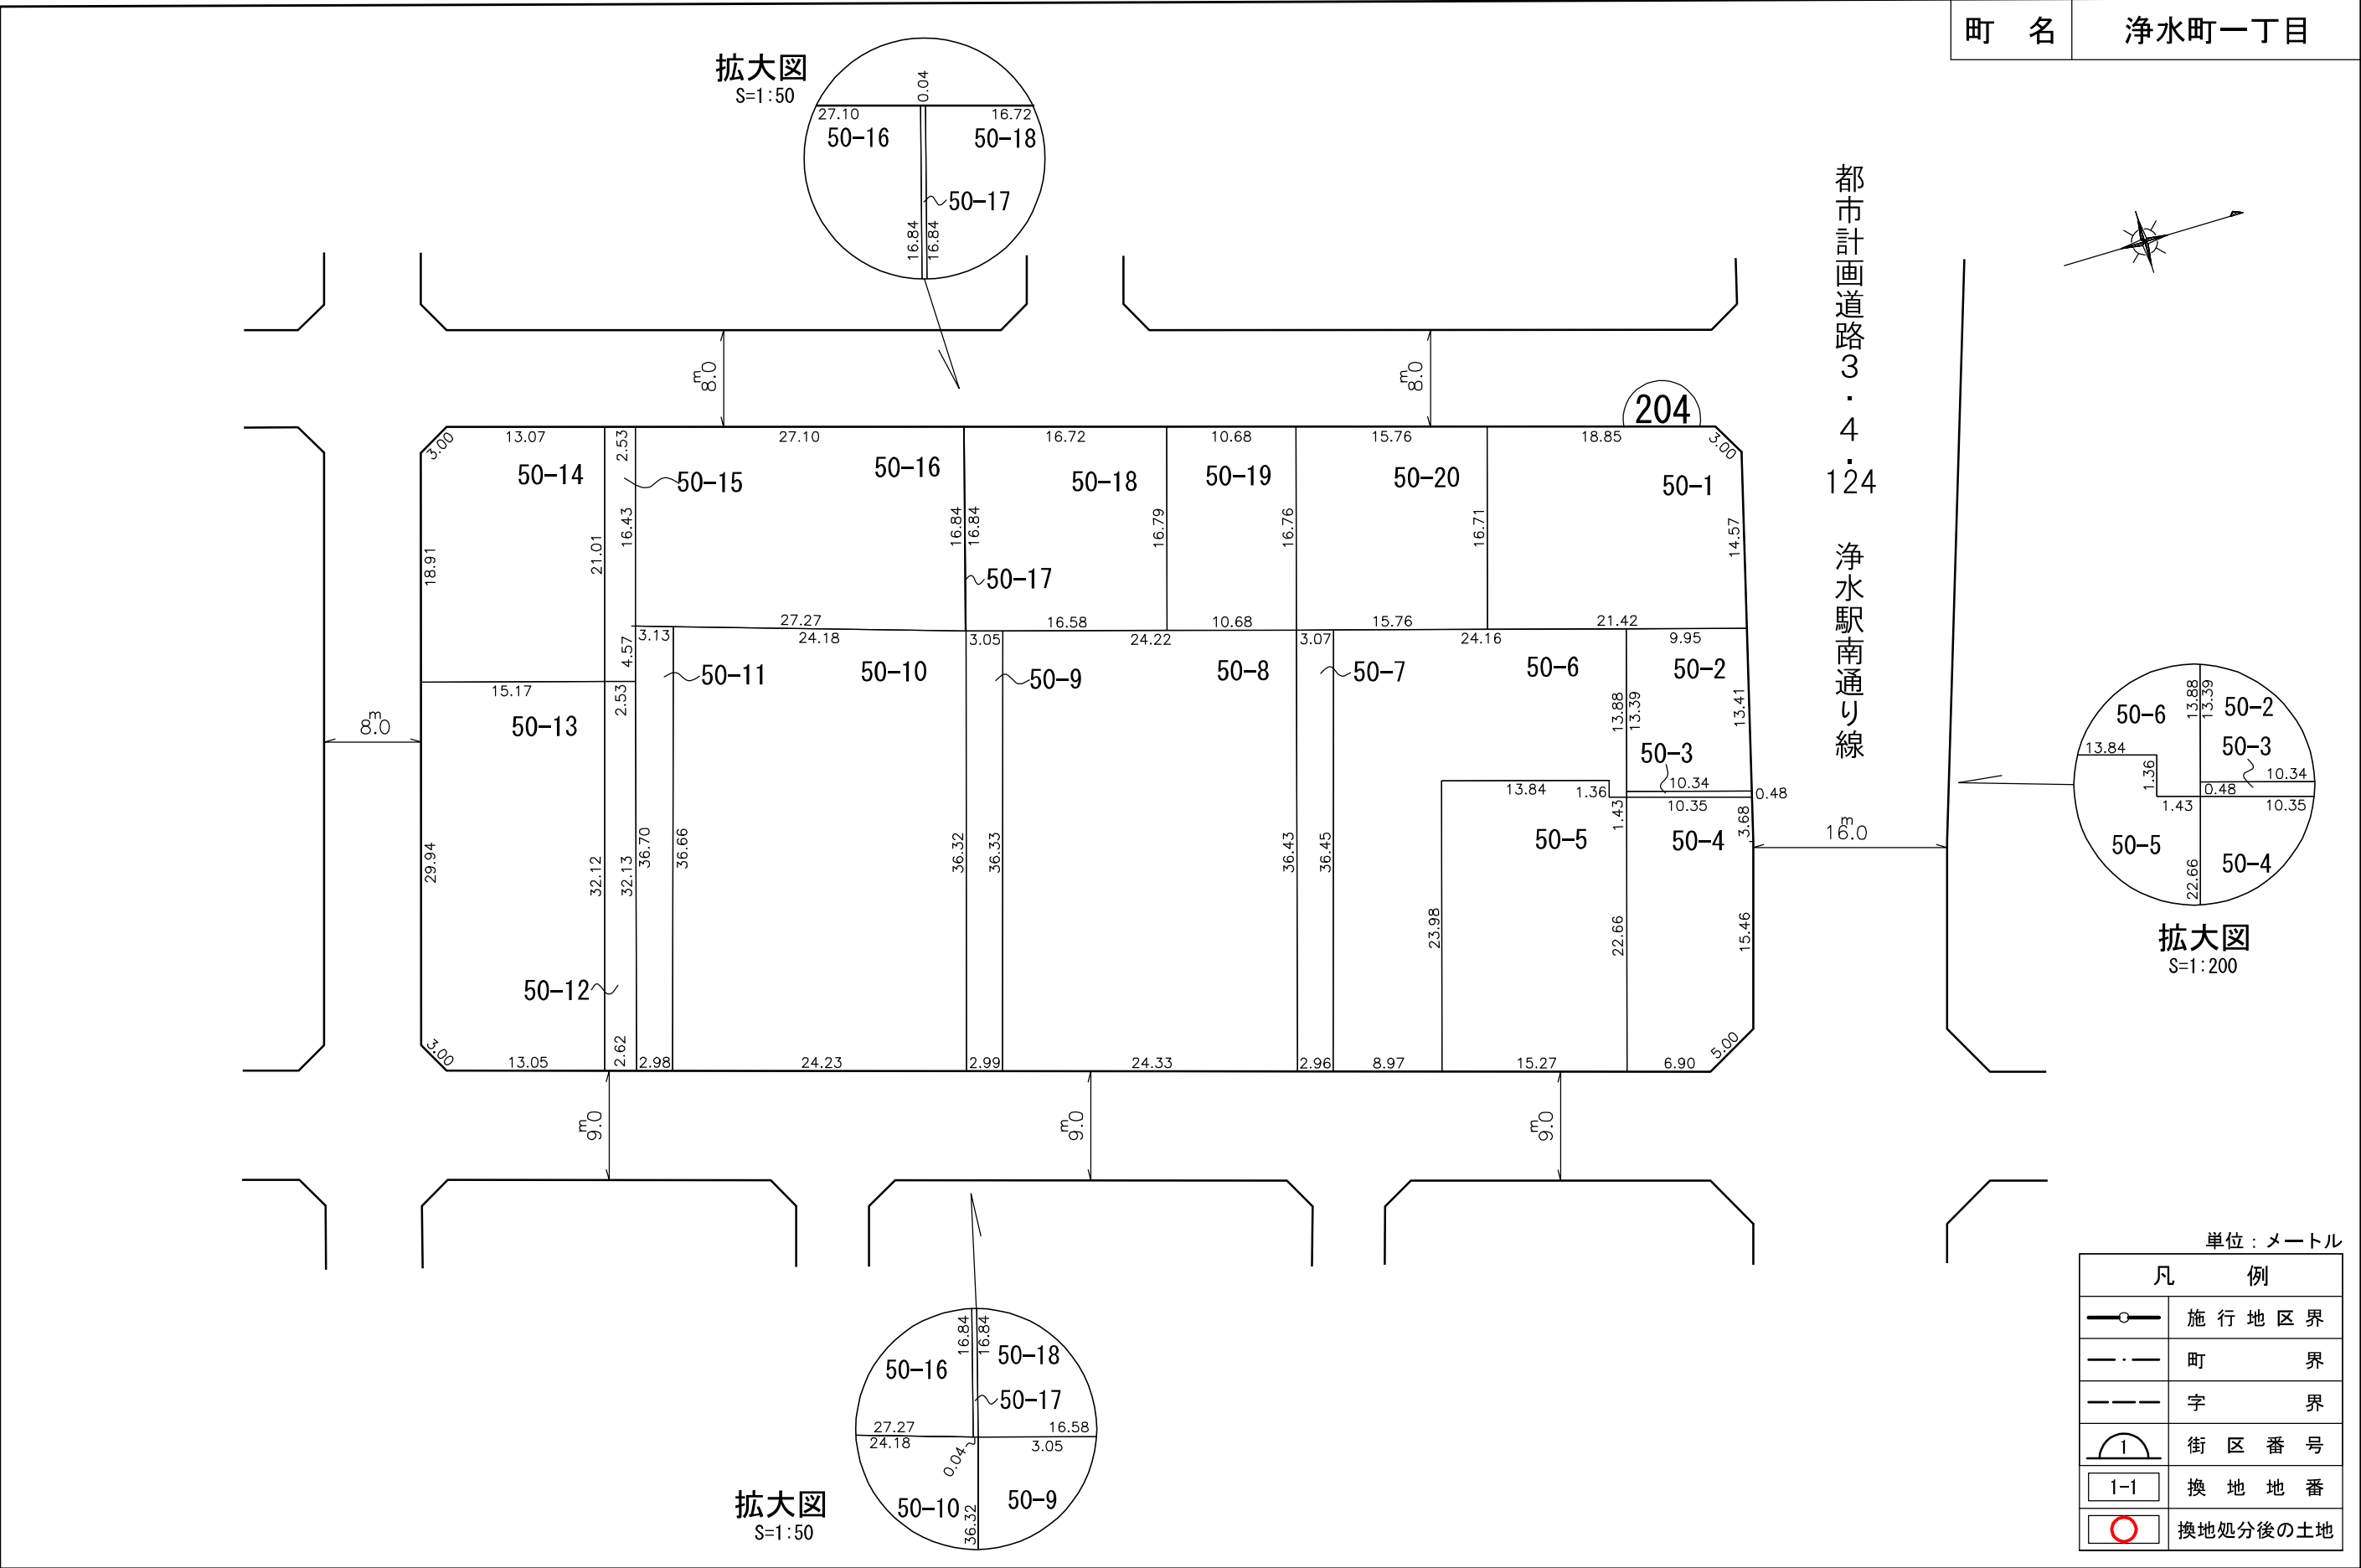 町 名 浄水町一丁目
拡大図
S=1:50
0.04
27.10 16.72
50-16 50-18
50-17
16.84 16.84
都市計画道路3・4・124 浄水駅南通り線
8.0m
8.0m
204
3.00 13.07 2.53 27.10 16.72 10.68 15.76 18.85 3.00
50-14 50-15 50-16 50-18 50-19 50-20 50-1
18.91 21.01 16.43 16.84 16.84 16.79 16.76 16.71 14.57
50-17
27.27 16.58 10.68 15.76 21.42
4.57 3.13 24.18 3.05 24.22 3.07 24.16 9.95
50-11 50-10 50-9 50-8 50-7 50-6 50-2
15.17 2.53
50-13
13.88 13.39 13.41
50-3
10.34
13.84 1.36 0.48
1.43 10.35 3.68
50-5 50-4
8.0m
16.0m
29.94 32.12 32.13 36.70 36.66 36.32 36.33 36.43 36.45 23.98 22.66 15.46
50-12
3.00 13.05 2.62 2.98 24.23 2.99 24.33 2.96 8.97 15.27 6.90 5.00
9.0m
9.0m
9.0m
13.88 13.39
50-6 50-2
50-3
13.84
1.36 10.34
0.48
1.43 10.35
50-5 50-4
22.66
拡大図
S=1:200
16.84 16.84
50-16 50-18
50-17
27.27 16.58
24.18 3.05
0.04
50-10 50-9
36.32
拡大図
S=1:50
単位：メートル
凡 例
施行地区界
町 界
字 界
1 街区番号
1-1 換地地番
換地処分後の土地